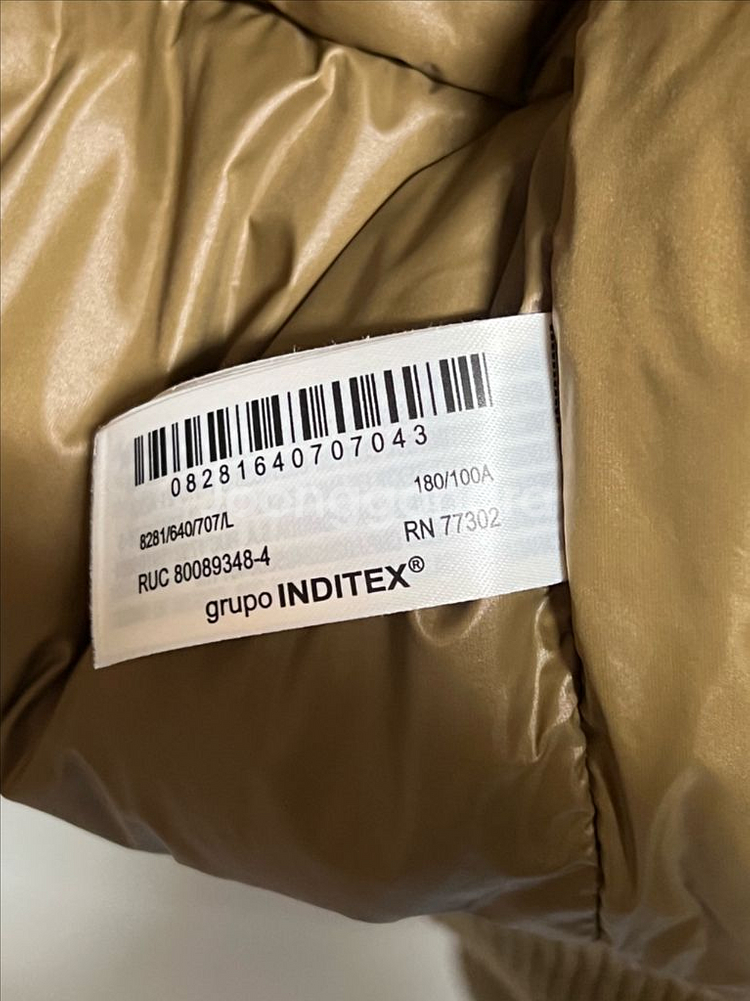 08281640707043
180/100A
8281/640/707/L
RN 77302
RUC 80089348-4
grupo INDITEX®